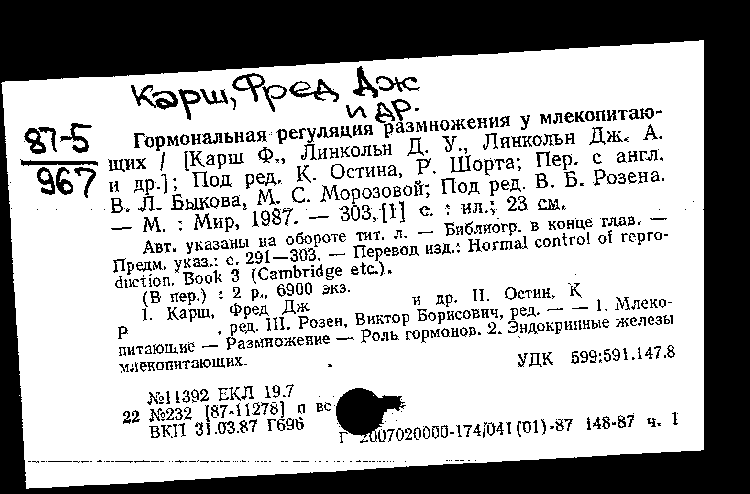 Карш, Фред Дж
и др.
87-5
967
Гормональная регуляция размножения у млекопитаю-
щих / [Карш Ф., Линкольн Д. У., Линкольн Дж. А.
и др.]; Под ред. К. Остина, Р. Шорта; Пер. с англ.
В. Л. Быкова, М. С. Морозовой; Под ред. В. Б. Розена.
— М. : Мир, 1987. — 303,[1] с. : ил.; 23 см.
Авт. указаны на обороте тит. л. — Библиогр. в конце глав. —
Предм. указ.: с. 291—303. — Перевод изд.: Hormal control of repro-
duction. Book 3 (Cambridge etc.).
(В пер.) : 2 р., 6900 экз.
I. Карш, Фред Дж и др. II. Остин, К
Р , ред. III. Розен, Виктор Борисович, ред. — — 1. Млеко-
питающие — Размножение — Роль гормонов. 2. Эндокринные железы
млекопитающих.
УДК 599:591.147.8
№11392 ЕКЛ 19.7
22 №232 [87-11278] п вс
ВКП 31.03.87 Г696
Г 2007020000-174/041(01)-87 148-87 ч. 1